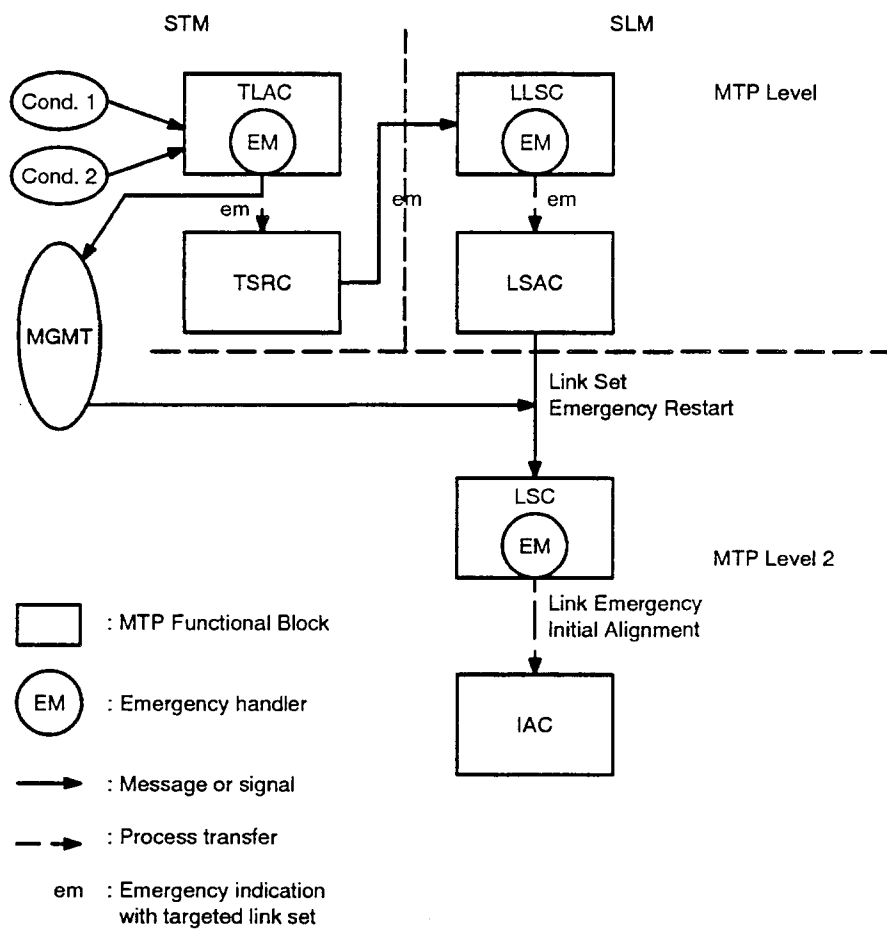 STM
SLM
Cond. 1
TLAC
LLSC
MTP Level
EM
EM
Cond. 2
em
em
em
TSRC
LSAC
MGMT
Link Set
Emergency Restart
LSC
EM
MTP Level 2
Link Emergency
Initial Alignment
IAC
: MTP Functional Block
EM : Emergency handler
: Message or signal
: Process transfer
em : Emergency indication
with targeted link set